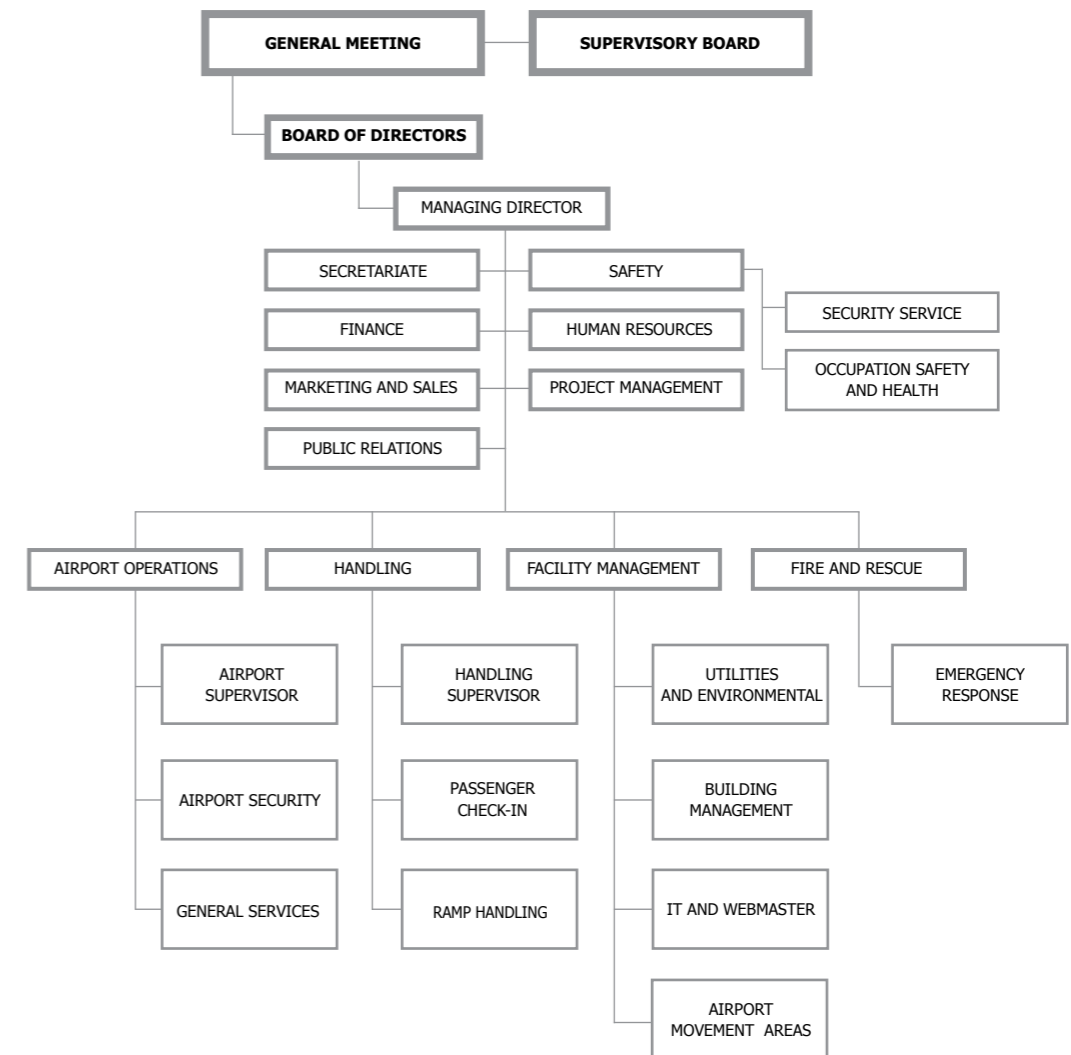 GENERAL MEETING
SUPERVISORY BOARD
BOARD OF DIRECTORS
MANAGING DIRECTOR
SECRETARIATE
SAFETY
SECURITY SERVICE
FINANCE
HUMAN RESOURCES
OCCUPATION SAFETY
AND HEALTH
MARKETING AND SALES
PROJECT MANAGEMENT
PUBLIC RELATIONS
AIRPORT OPERATIONS
HANDLING
FACILITY MANAGEMENT
FIRE AND RESCUE
AIRPORT
SUPERVISOR
HANDLING
SUPERVISOR
UTILITIES
AND ENVIRONMENTAL
EMERGENCY
RESPONSE
AIRPORT SECURITY
PASSENGER
CHECK-IN
BUILDING
MANAGEMENT
GENERAL SERVICES
RAMP HANDLING
IT AND WEBMASTER
AIRPORT
MOVEMENT AREAS